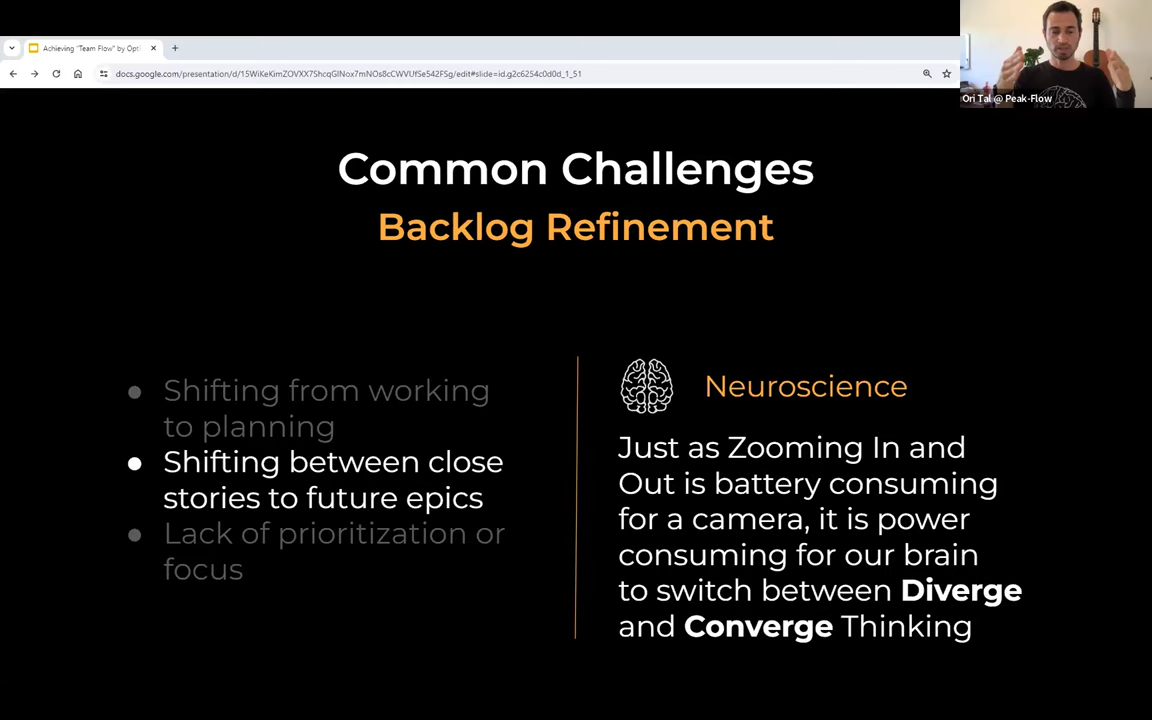 Achieving "Team Flow" by Opt
docs.google.com/presentation/d/15WiKeKimZOVXX7ShcqGlNox7mNOs8cCWVUfSe542FSg/edit#slide=id.g2c6254c0d0d_1_51
Ori Tal @ Peak-Flow
Common Challenges
Backlog Refinement
● Shifting from working
to planning
● Shifting between close
stories to future epics
● Lack of prioritization or
focus
Neuroscience
Just as Zooming In and
Out is battery consuming
for a camera, it is power
consuming for our brain
to switch between Diverge
and Converge Thinking